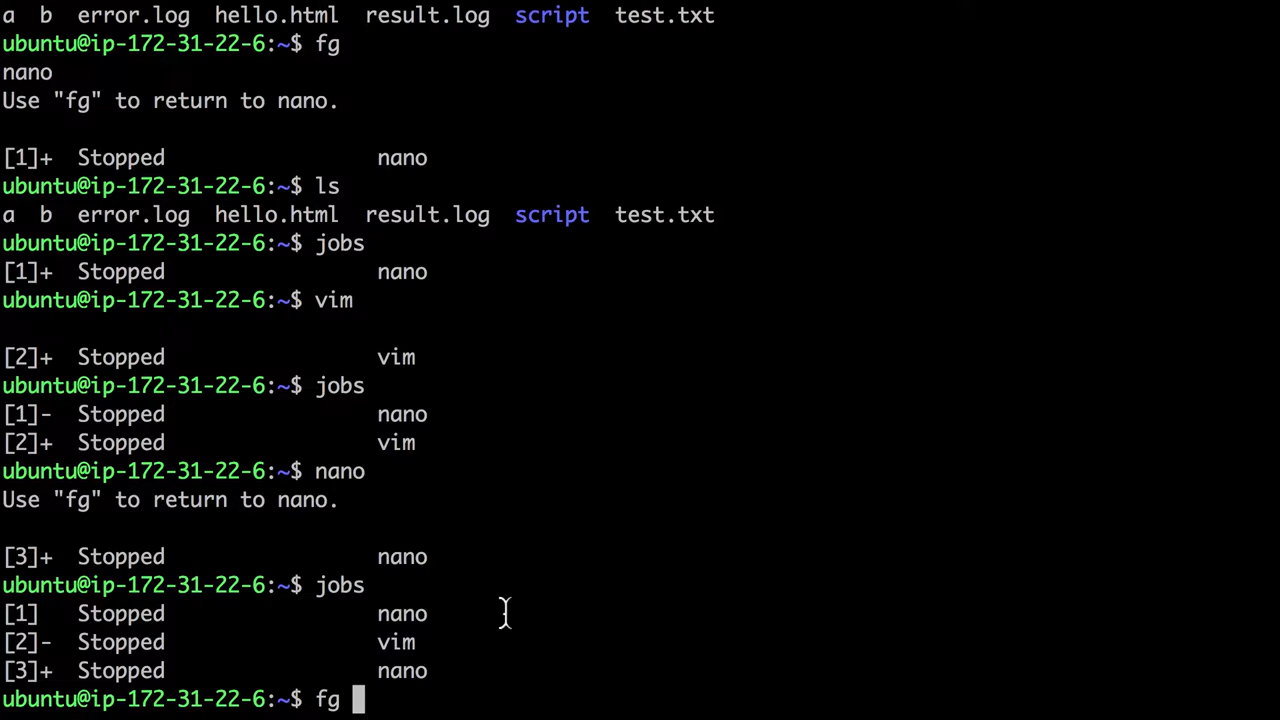 a  b  error.log  hello.html  result.log  script  test.txt
ubuntu@ip-172-31-22-6:~$ fg
nano
Use "fg" to return to nano.
[1]+  Stopped                 nano
ubuntu@ip-172-31-22-6:~$ ls
a  b  error.log  hello.html  result.log  script  test.txt
ubuntu@ip-172-31-22-6:~$ jobs
[1]+  Stopped                 nano
ubuntu@ip-172-31-22-6:~$ vim
[2]+  Stopped                 vim
ubuntu@ip-172-31-22-6:~$ jobs
[1]-  Stopped                 nano
[2]+  Stopped                 vim
ubuntu@ip-172-31-22-6:~$ nano
Use "fg" to return to nano.
[3]+  Stopped                 nano
ubuntu@ip-172-31-22-6:~$ jobs
[1]   Stopped                 nano
[2]-  Stopped                 vim
[3]+  Stopped                 nano
ubuntu@ip-172-31-22-6:~$ fg